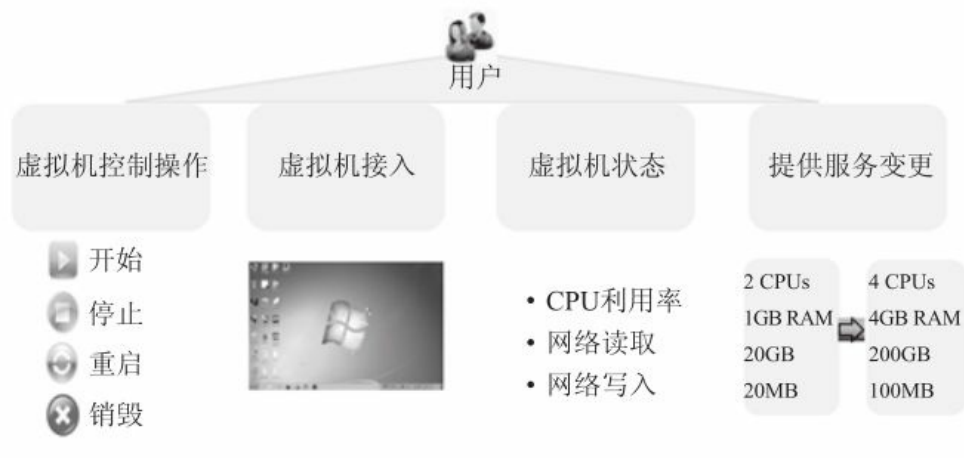 用户
虚拟机控制操作
虚拟机接入
虚拟机状态
提供服务变更
开始
停止
重启
销毁
• CPU利用率
• 网络读取
• 网络写入
2 CPUs
1GB RAM
20GB
20MB
4 CPUs
4GB RAM
200GB
100MB